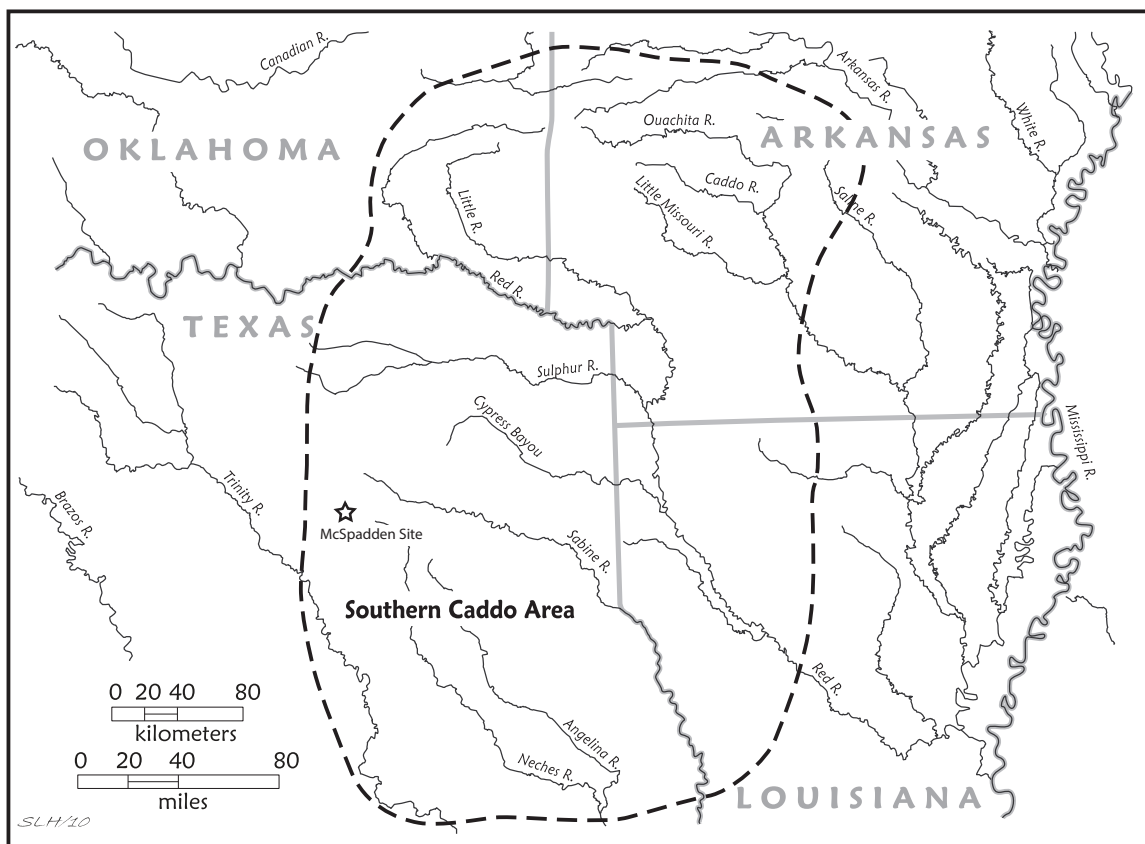 Canadian R.
Arkansas R.
White R.
OKLAHOMA
Ouachita R.
ARKANSAS
Caddo R.
Little Missouri R.
Saline R.
Little R.
Red R.
TEXAS
Sulphur R.
Cypress Bayou
Mississippi R.
Trinity R.
Brazos R.
McSpadden Site
Sabine R.
Southern Caddo Area
Red R.
Angelina R.
Neches R.
0 20 40 80
kilometers
0 20 40 80
miles
LOUISIANA
SLH/10